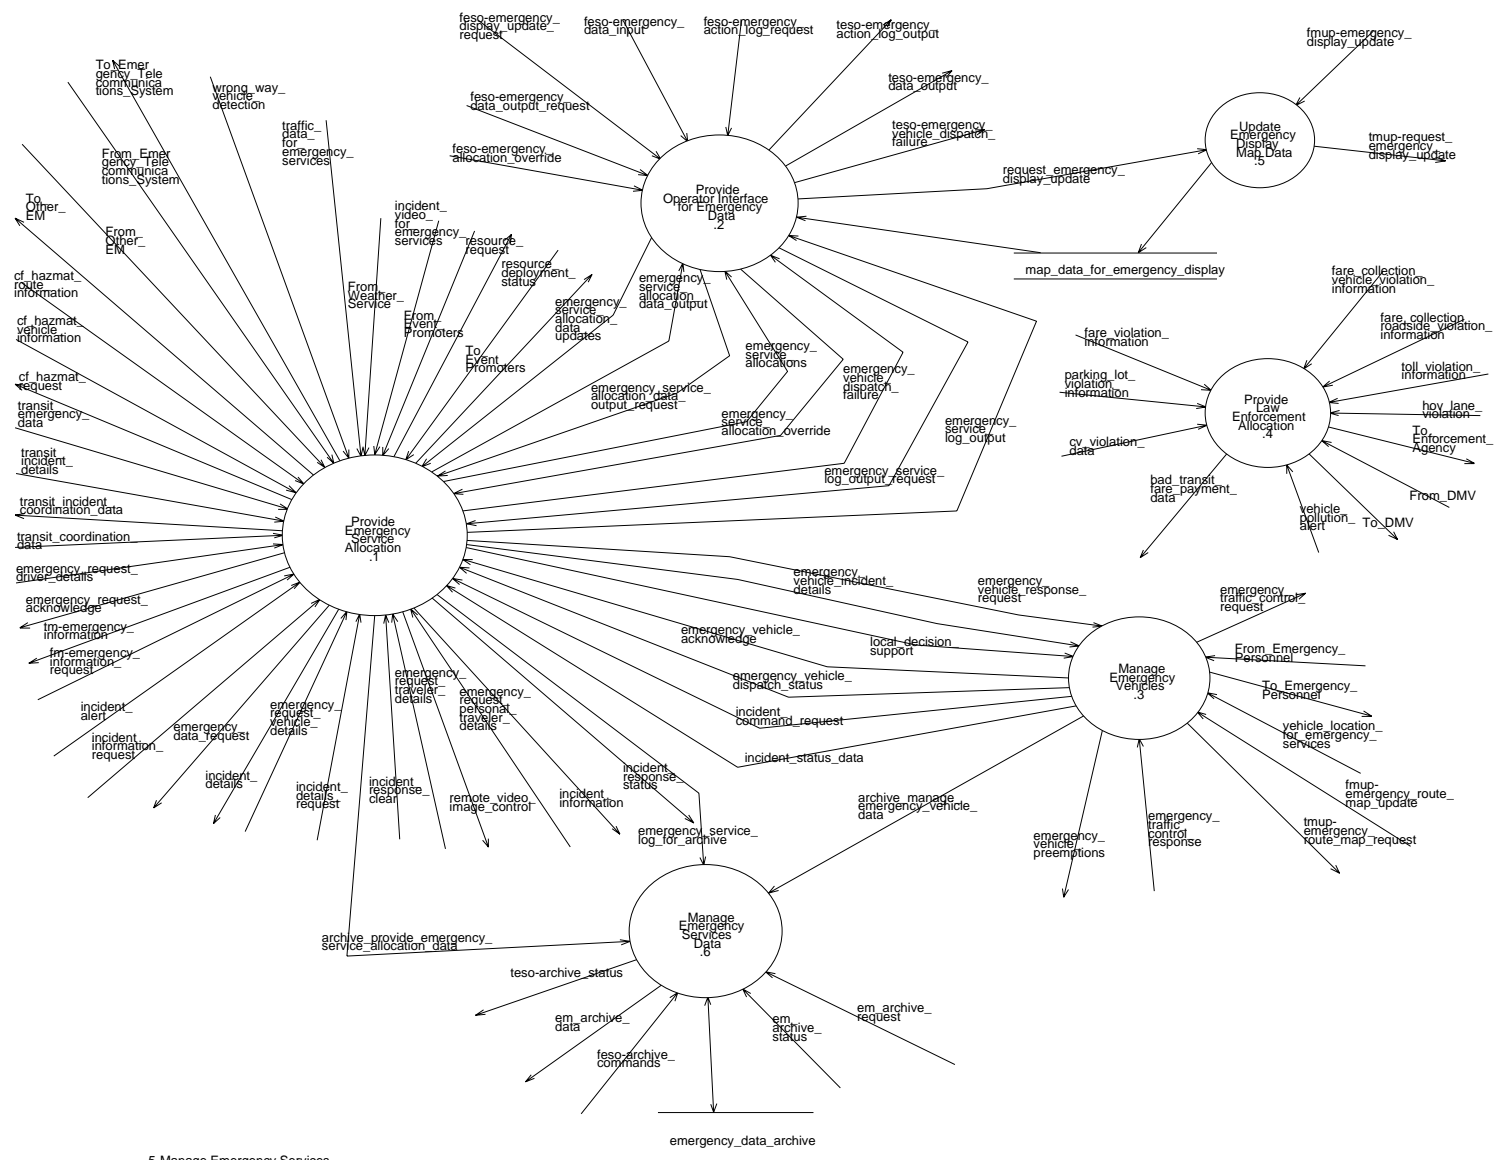 feso-emergency_
display_update_
request
feso-emergency_
data_input
feso-emergency_
action_log_request
teso-emergency_
action_log_output
fmup-emergency_
display_update
To_Emer
gency_Tele
communica
tions_System
wrong_way_
vehicle_
detection
traffic_
data_
for_
emergency_
services
feso-emergency_
data_output_request
teso-emergency_
data_output
teso-emergency_
vehicle_dispatch_
failure
feso-emergency_
allocation_override
Update
Emergency
Display
Map Data
.5
tmup-request_
emergency_
display_update
From_Emer
gency_Tele
communica
tions_System
Provide
Operator Interface
for Emergency
Data
.2
request_emergency_
display_update
To_
Other_
EM
From_
Other_
EM
incident_
video_
for_
emergency_
services
resource_
request
resource_
deployment_
status
map_data_for_emergency_display
cf_hazmat_
route_
information
From_
Weather_
Service
From_
Event_
Promoters
emergency_
service_
allocation_
data_
updates
emergency_
service_
allocation_
data_output
fare_collection_
vehicle_violation_
information
cf_hazmat_
vehicle_
information
To_
Event_
Promoters
emergency_
service_
allocations
fare_violation_
information
fare_collection_
roadside_violation_
information
cf_hazmat_
request
emergency_service_
allocation_data_
output_request
emergency_
vehicle_
dispatch_
failure
parking_lot_
violation_
information
toll_violation_
information
transit_
emergency_
data
emergency_
service_
allocation_override
emergency_
service_
log_output
Provide
Law
Enforcement
Allocation
.4
hov_lane_
violation
cv_violation_
data
To_
Enforcement_
Agency
transit_
incident_
details
emergency_service_
log_output_request
bad_transit_
fare_payment_
data
From_DMV
vehicle_
pollution_
alert
To_DMV
transit_incident_
coordination_data
transit_coordination_
data
Provide
Emergency
Service
Allocation
.1
emergency_request_
driver_details
emergency_request_
acknowledge
emergency_
vehicle_incident_
details
emergency_
vehicle_response_
request
emergency_
traffic_control_
request
tm-emergency_
information
fm-emergency_
information_
request
emergency_vehicle_
acknowledge
local_decision_
support
emergency_vehicle_
dispatch_status
Manage
Emergency
Vehicles
.3
From_Emergency_
Personnel
To_Emergency_
Personnel
emergency_
request_
traveler_
details
emergency_
request_
personal_
traveler_
details
incident_
alert
incident_
information_
request
emergency_
data_request
emergency_
request_
vehicle_
details
incident_
command_request
incident_status_data
vehicle_location_
for_emergency_
services
incident_
details
incident_
details_
request
incident_
response_
clear
remote_video_
image_control
incident_
information
incident_
response_
status
archive_manage_
emergency_vehicle_
data
fmup-
emergency_route_
map_update
emergency_service_
log_for_archive
emergency_
vehicle_
preemptions
emergency_
traffic_
control_
response
tmup-
emergency_
route_map_request
Manage
Emergency
Services
Data
.6
archive_provide_emergency_
service_allocation_data
teso-archive_status
em_archive_
data
feso-archive_
commands
em_
archive_
status
em_archive_
request
emergency_data_archive
5-Manage Emergency Services